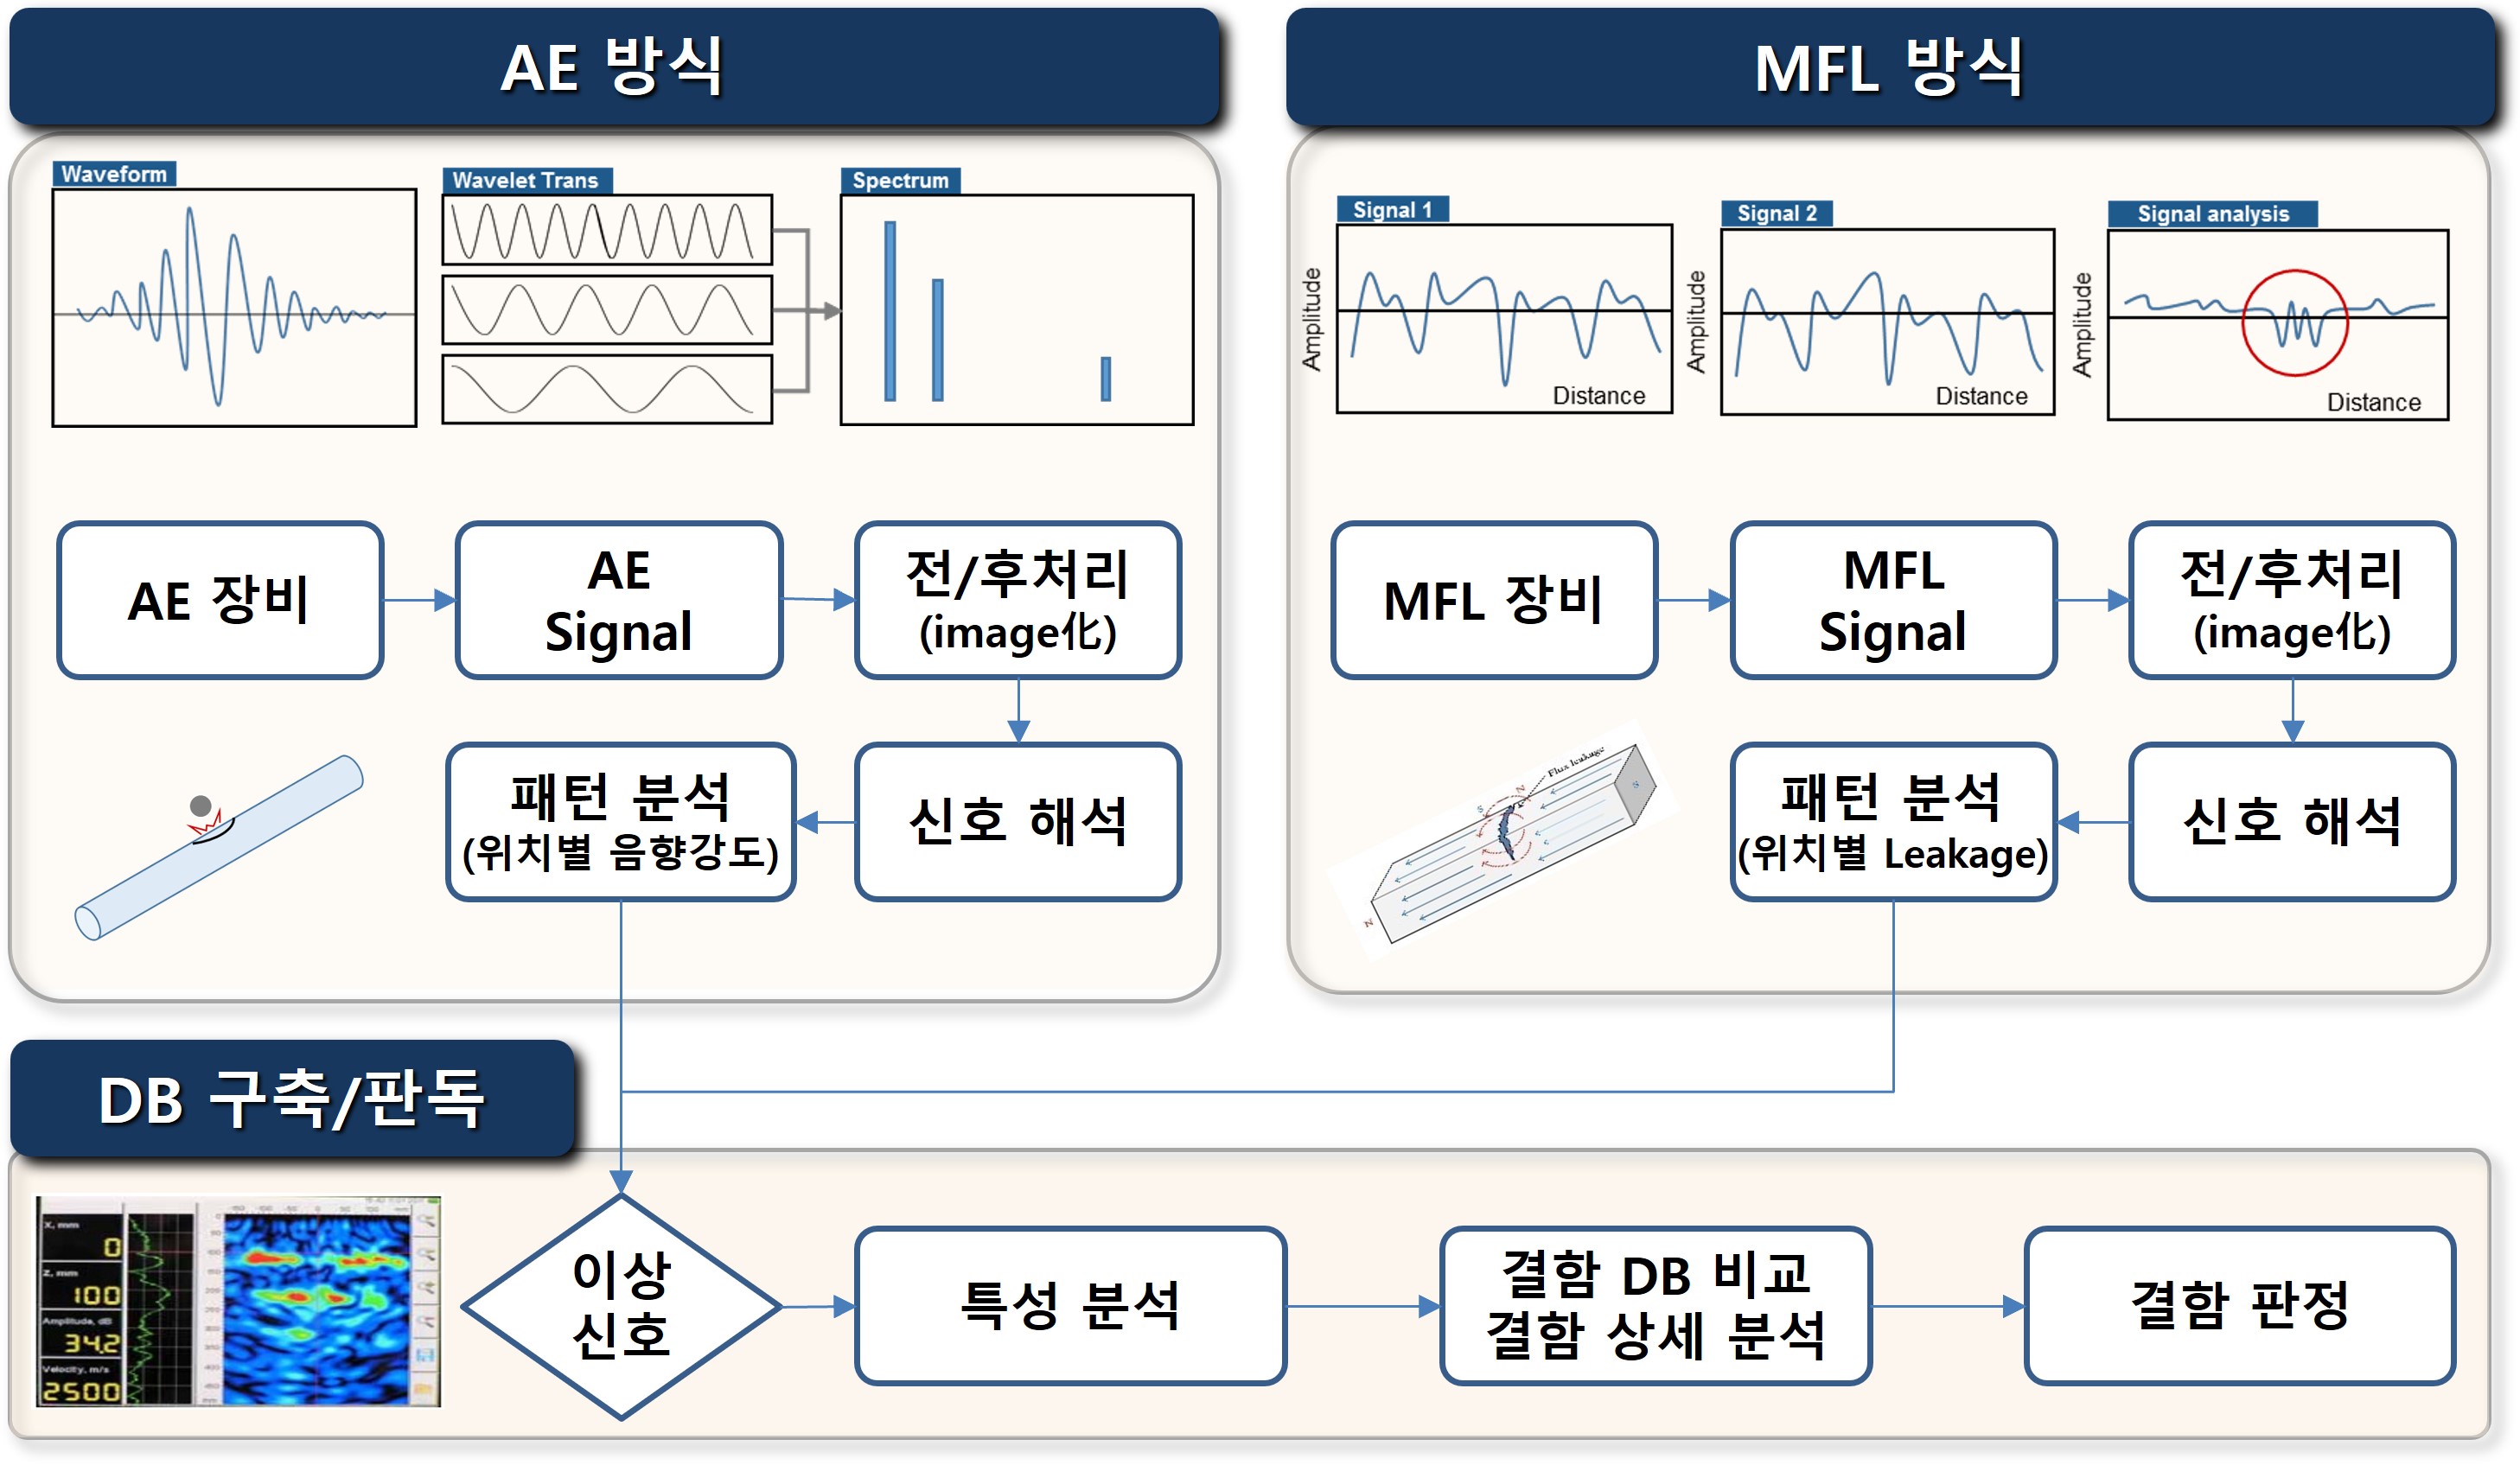 AE 방식
Waveform
Wavelet Trans
Spectrum
AE 장비
AE
Signal
전/후처리
(image化)
신호 해석
패턴 분석
(위치별 음향강도)
MFL 방식
Signal 1
Amplitude
Distance
Signal 2
Amplitude
Distance
Signal analysis
Amplitude
Distance
MFL 장비
MFL
Signal
전/후처리
(image化)
신호 해석
패턴 분석
(위치별 Leakage)
Flux leakage
N
S
S
N
DB 구축/판독
X, mm
0
Z, mm
100
Amplitude, dB
34.2
Velocity, m/s
2500
이상
신호
특성 분석
결함 DB 비교
결함 상세 분석
결함 판정